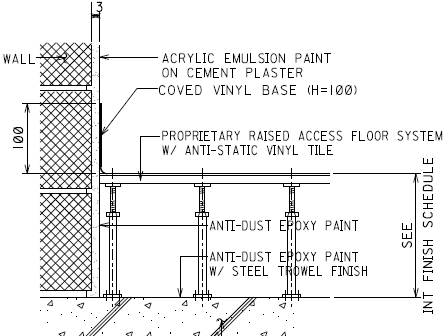 3
WALL
ACRYLIC EMULSION PAINT
ON CEMENT PLASTER
COVED VINYL BASE (H=100)
100
PROPRIETARY RAISED ACCESS FLOOR SYSTEM
W/ ANTI-STATIC VINYL TILE
ANTI-DUST EPOXY PAINT
ANTI-DUST EPOXY PAINT
W/ STEEL TROWEL FINISH
SEE
INT FINISH SCHEDULE